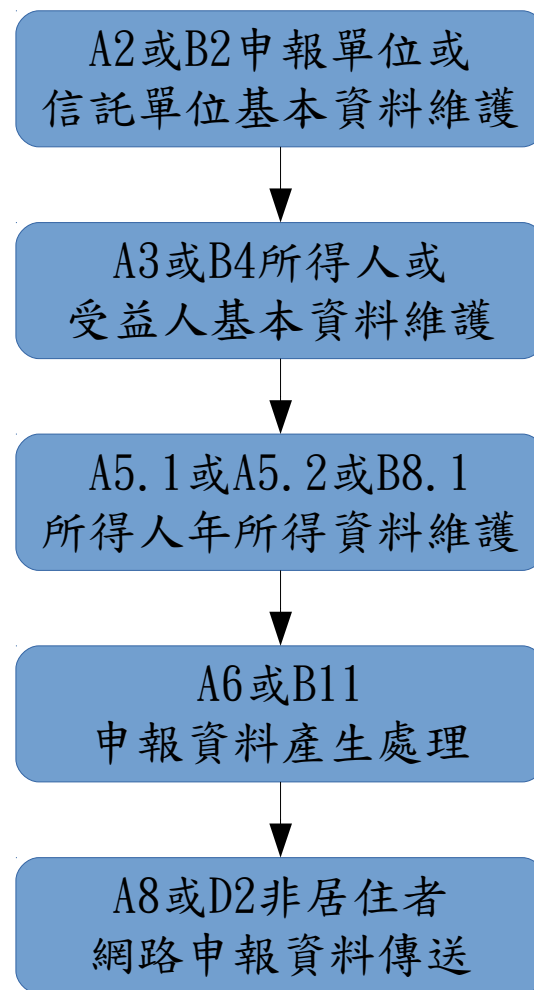 A2或B2申報單位或
信託單位基本資料維護
A3或B4所得人或
受益人基本資料維護
A5.1或A5.2或B8.1
所得人年所得資料維護
A6或B11
申報資料產生處理
A8或D2非居住者
網路申報資料傳送